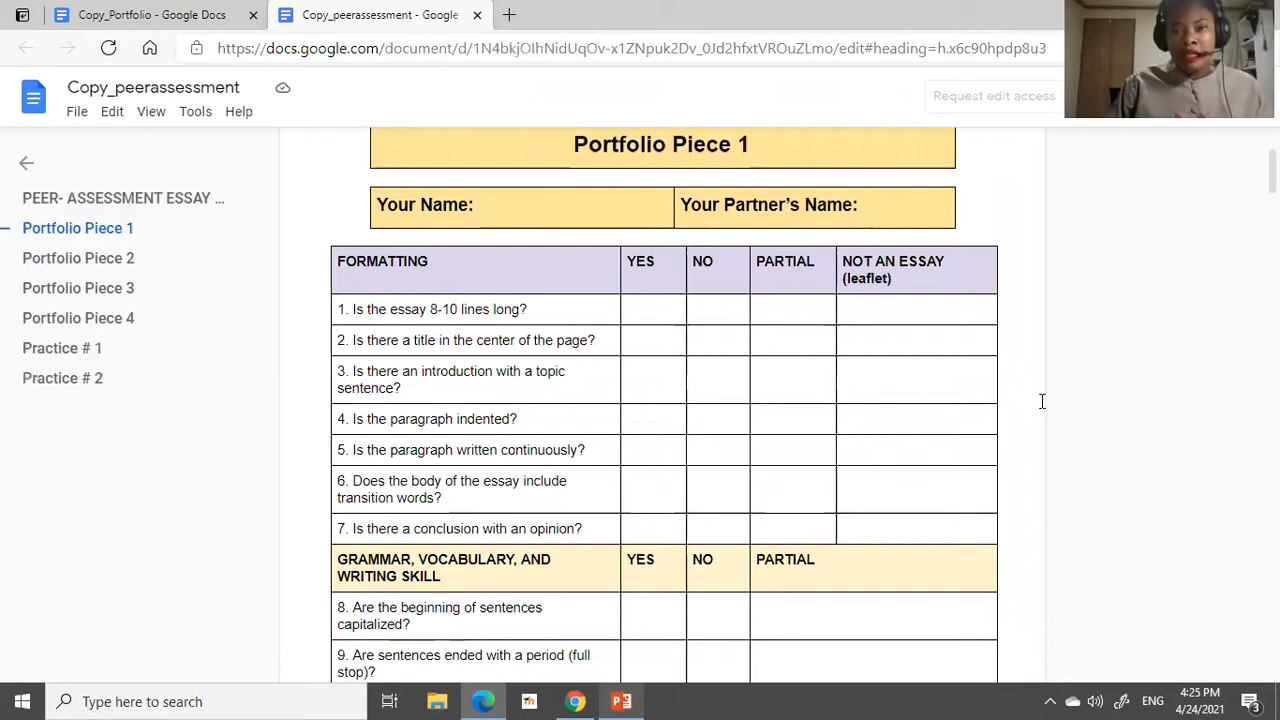 Copy_Portfolio - Google Docs
Copy_peerassessment - Google
https://docs.google.com/document/d/1N4bkjOIhNidUqOv-x1ZNpuk2Dv_0Jd2hfxtVROuZLmo/edit#heading=h.x6c90hpdp8u3
Copy_peerassessment
Request edit access
File Edit View Tools Help
PEER- ASSESSMENT ESSAY ...
Portfolio Piece 1
Portfolio Piece 2
Portfolio Piece 3
Portfolio Piece 4
Practice # 1
Practice # 2
Portfolio Piece 1
Your Name: Your Partner's Name:
FORMATTING YES NO PARTIAL NOT AN ESSAY
(leaflet)
1. Is the essay 8-10 lines long?
2. Is there a title in the center of the page?
3. Is there an introduction with a topic
sentence?
4. Is the paragraph indented?
5. Is the paragraph written continuously?
6. Does the body of the essay include
transition words?
7. Is there a conclusion with an opinion?
GRAMMAR, VOCABULARY, AND YES NO PARTIAL
WRITING SKILL
8. Are the beginning of sentences
capitalized?
9. Are sentences ended with a period (full
stop)?
Type here to search
ENG
4:25 PM
4/24/2021
3